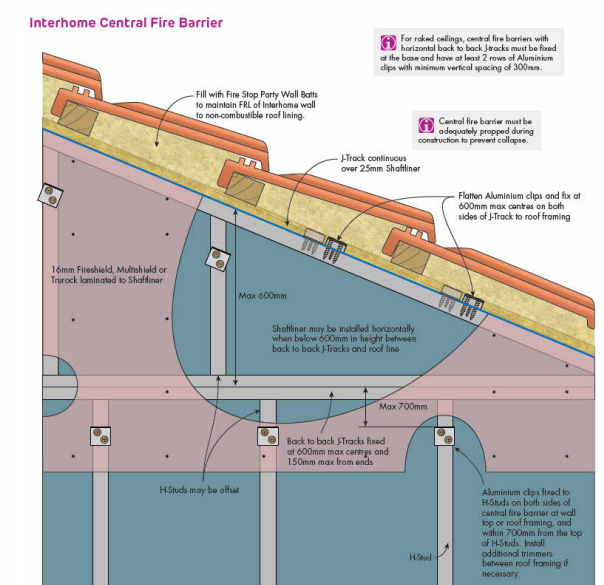 Interhome Central Fire Barrier
For raked ceilings, central fire barriers with
horizontal back to back J-tracks must be fixed
at the base and have at least 2 rows of Aluminium
clips with minimum vertical spacing of 300mm.
Fill with Fire Stop Party Wall Batts
to maintain FRL of Interhome wall
to non-combustible roof lining.
Central fire barrier must be
adequately propped during
construction to prevent collapse.
J-Track continuous
over 25mm Shaftliner
Flatten Aluminium clips and fix at
600mm max centres on both
sides of J-Track to roof framing
16mm Fireshield, Multishield or
Trurock laminated to Shaftliner
Max 600mm
Shaftliner may be installed horizontally
when below 600mm in height between
back to back J-Tracks and roof line
Max 700mm
Back to back J-Tracks fixed
at 600mm max centres and
150mm max from ends
H-Studs may be offset
Aluminium clips fixed to
H-Studs on both sides of
central fire barrier at wall
top or roof framing, and
within 700mm from the top
of H-Studs. Install
additional trimmers
between roof framing if
necessary.
H-Stud